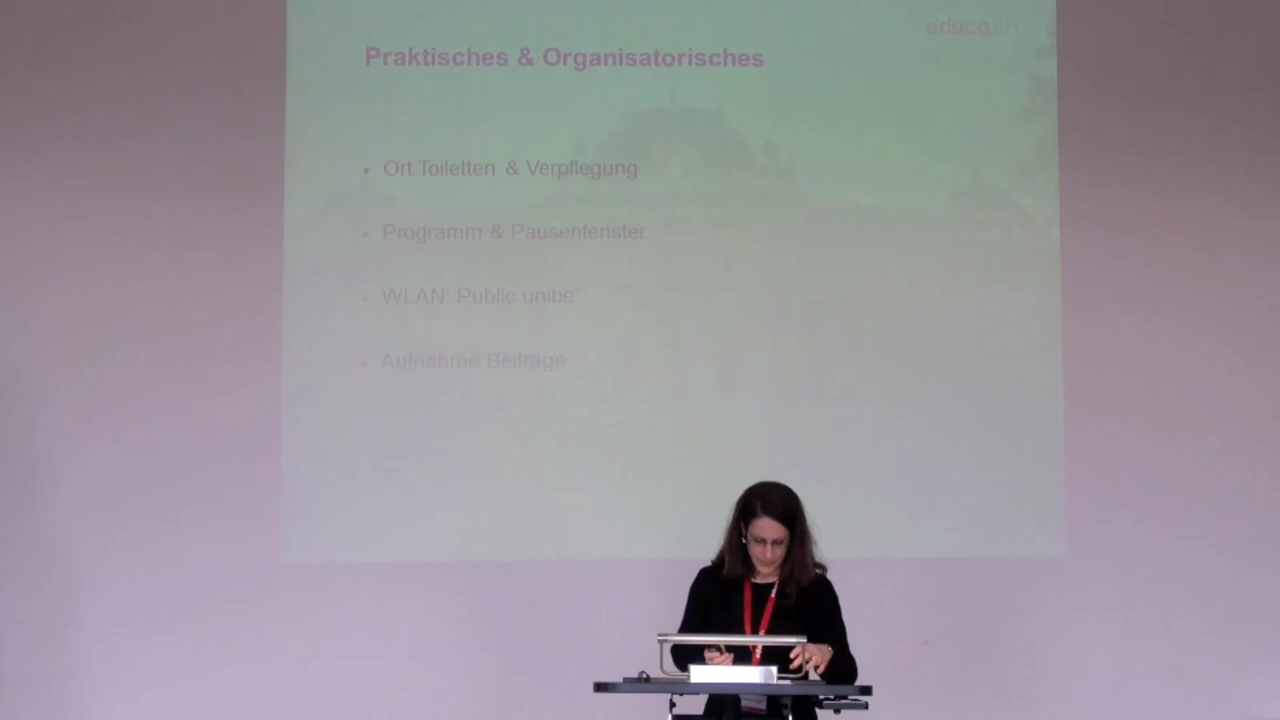 educa.ch
Praktisches & Organisatorisches
• Ort Toiletten & Verpflegung
• Programm & Pausenfenster
• WLAN: Public unibe
• Aufnahme Beiträge